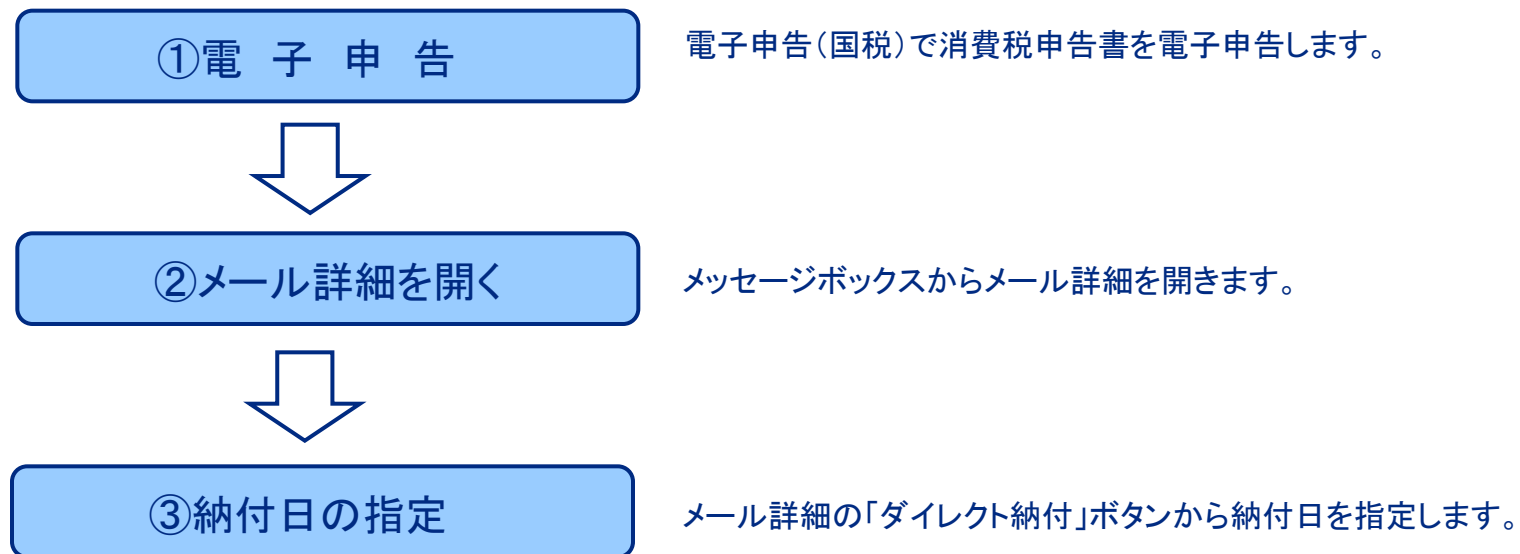 ①電 子 申 告
電子申告(国税)で消費税申告書を電子申告します。
②メール詳細を開く
メッセージボックスからメール詳細を開きます。
③納付日の指定
メール詳細の「ダイレクト納付」ボタンから納付日を指定します。